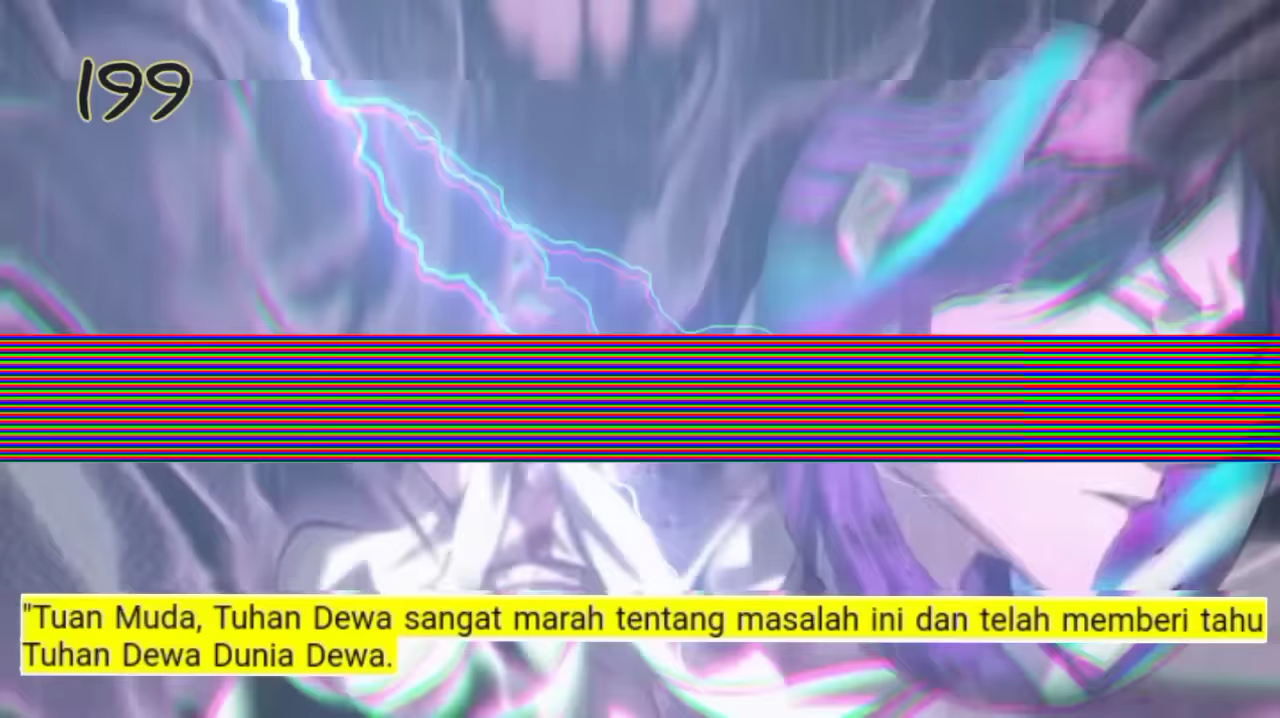 199
"Tuan Muda, Tuhan Dewa sangat marah tentang masalah ini dan telah memberi tahu
Tuhan Dewa Dunia Dewa.